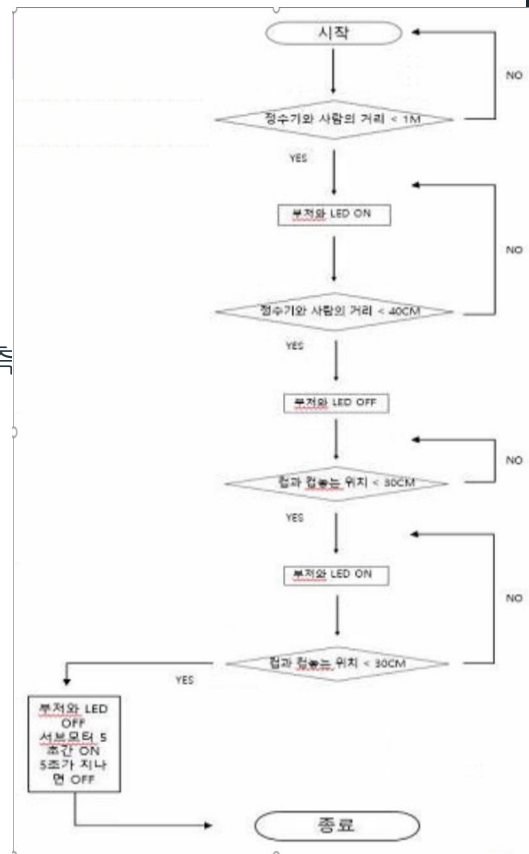 시작
NO
정수기와 사람의 거리 < 1M
YES
부저와 LED ON
NO
정수기와 사람의 거리 < 40CM
YES
부저와 LED OFF
NO
컵과 컵놓는 위치 < 30CM
YES
부저와 LED ON
NO
컵과 컵놓는 위치 < 30CM
YES
부저와 LED
OFF
서브모터 5
초간 ON
5초가 지나
면 OFF
종료